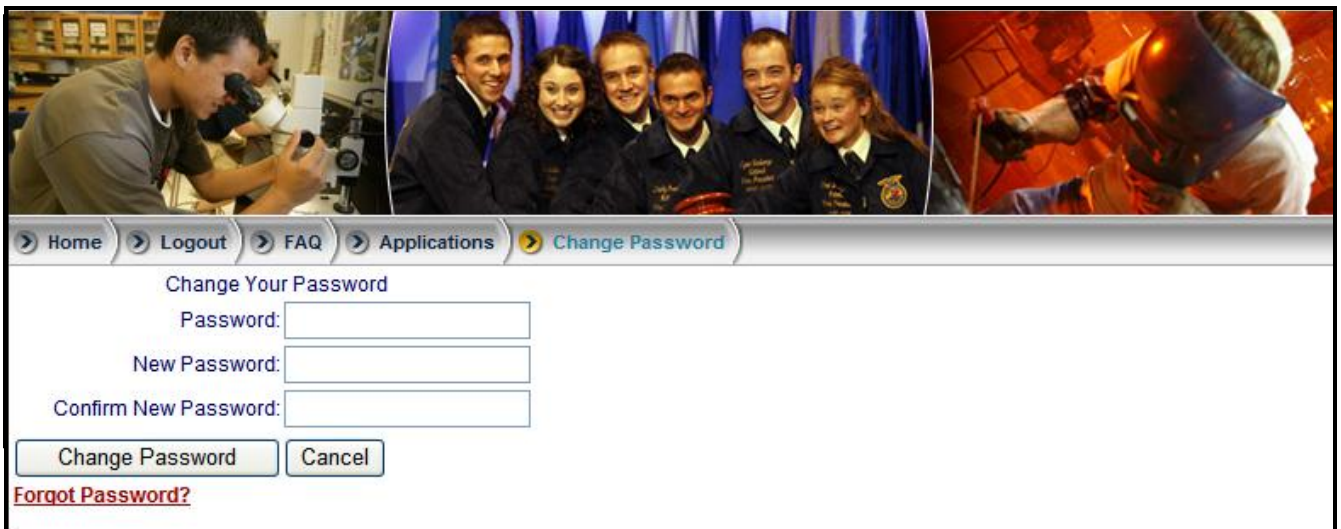 Home Logout FAQ Applications Change Password
Change Your Password
Password:
New Password:
Confirm New Password:
Change Password Cancel
Forgot Password?